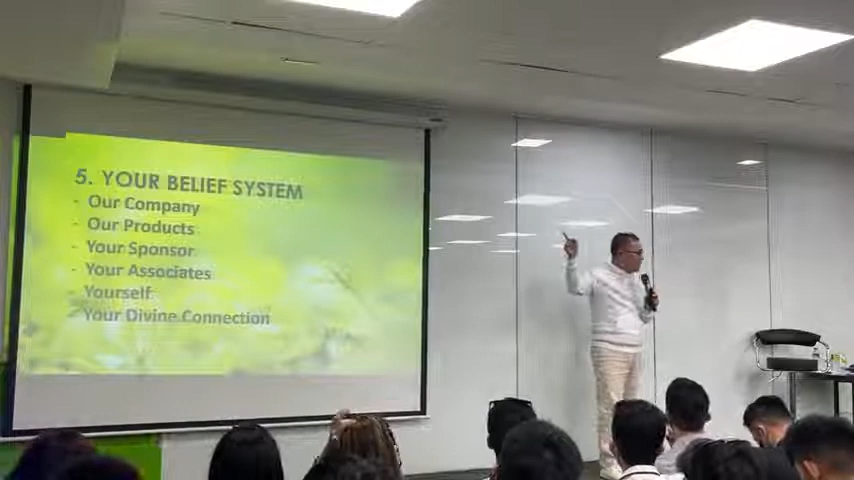 5. YOUR BELIEF SYSTEM
- Our Company
- Our Products
- Your Sponsor
- Your Associates
- Yourself
- Your Divine Connection